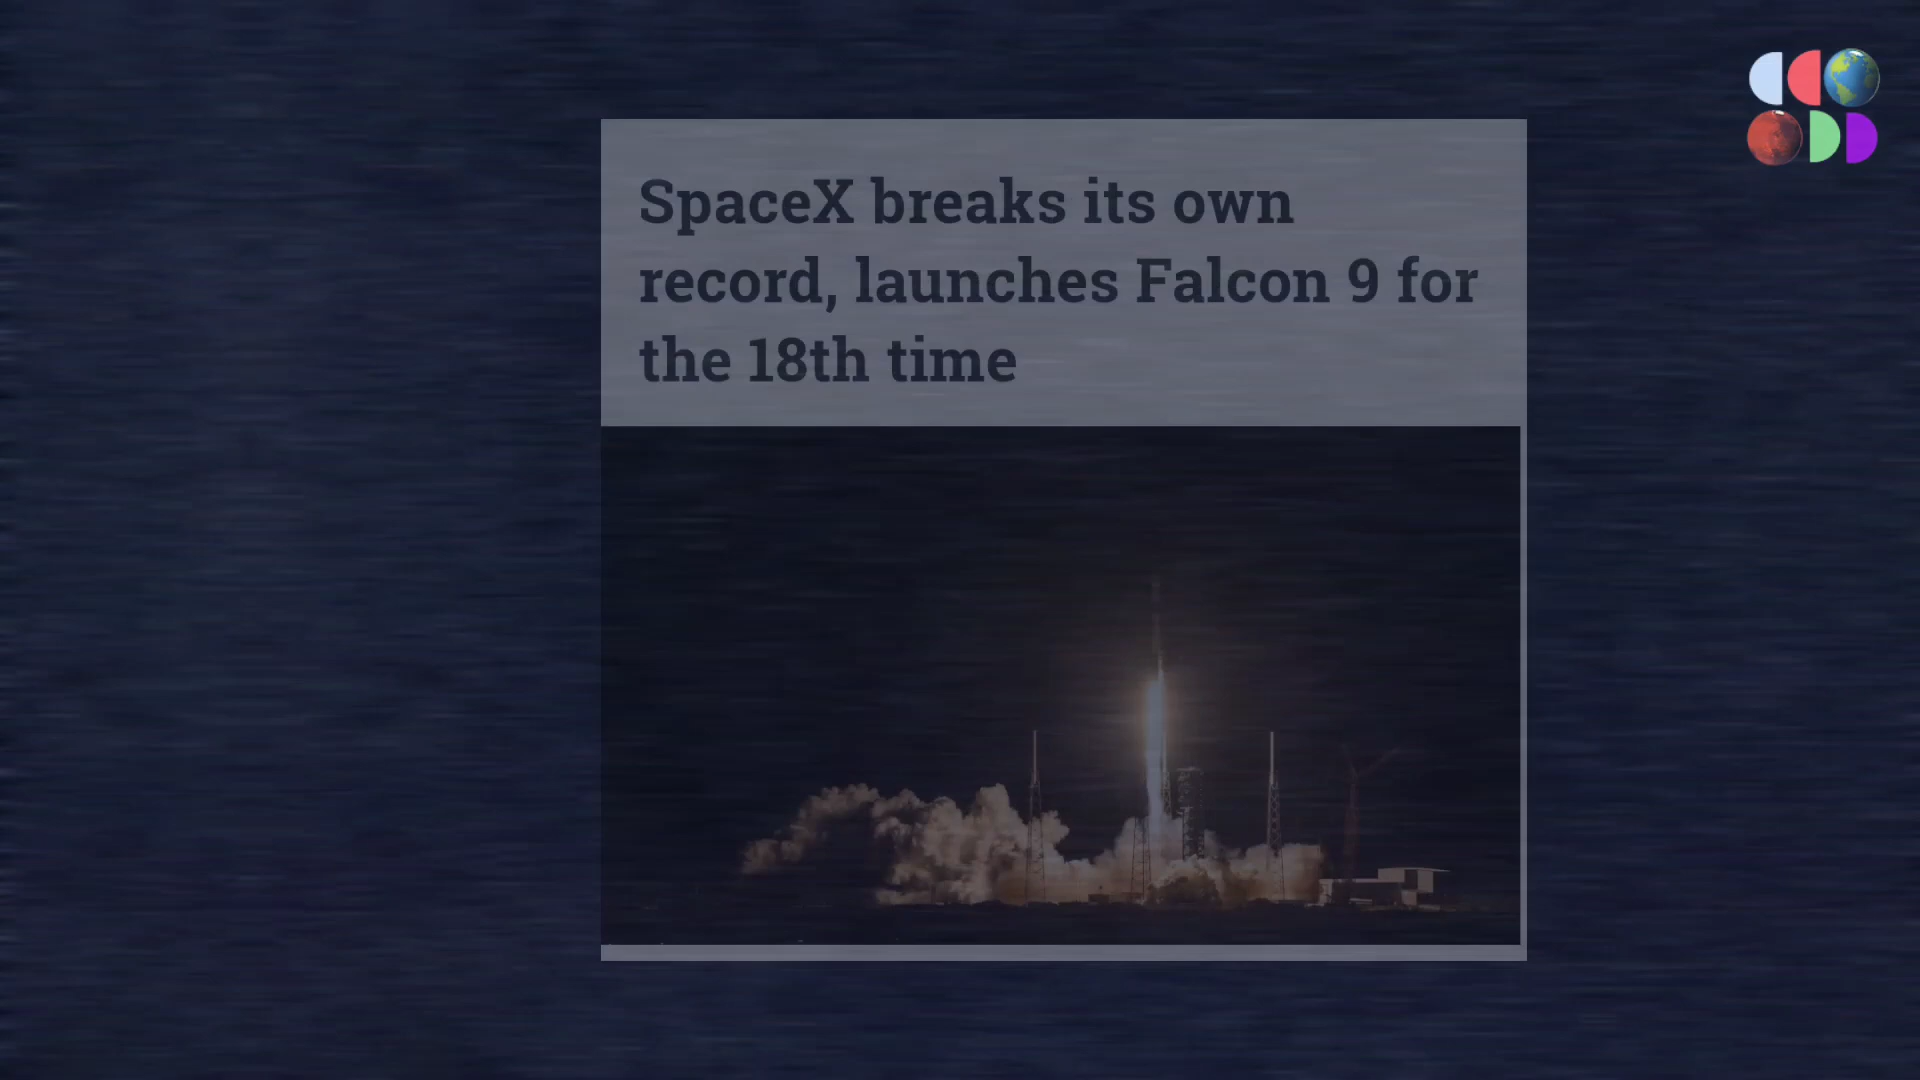 SpaceX breaks its own
record, launches Falcon 9 for
the 18th time